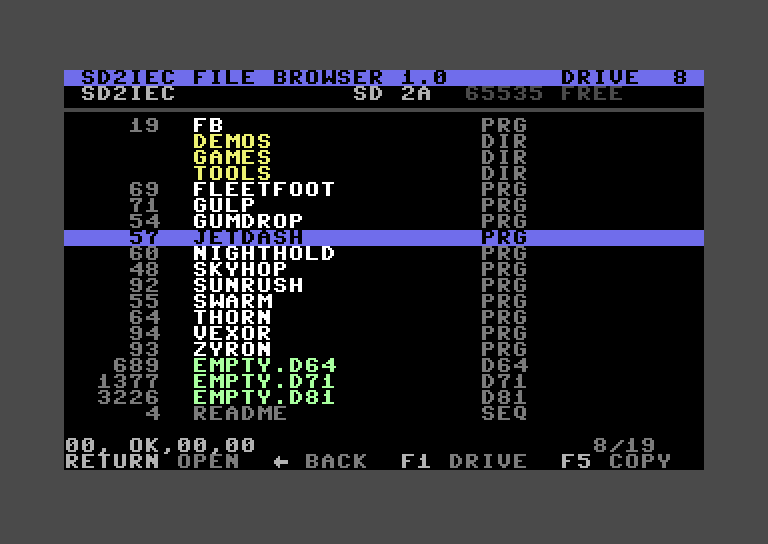 SD2IEC FILE BROWSER 1.0 DRIVE 8
SD2IEC SD 2A 65535 FREE
19 FB PRG
DEMOS DIR
GAMES DIR
TOOLS DIR
69 FLEETFOOT PRG
71 GULP PRG
54 GUMDROP PRG
57 JETDASH PRG
60 NIGHTHOLD PRG
48 SKYHOP PRG
92 SUNRUSH PRG
55 SWARM PRG
64 THORN PRG
94 VEXOR PRG
93 ZYRON PRG
689 EMPTY.D64 D64
1377 EMPTY.D71 D71
3226 EMPTY.D81 D81
4 README SEQ
00, OK,00,00 8/19
RETURN OPEN ← BACK F1 DRIVE F5 COPY